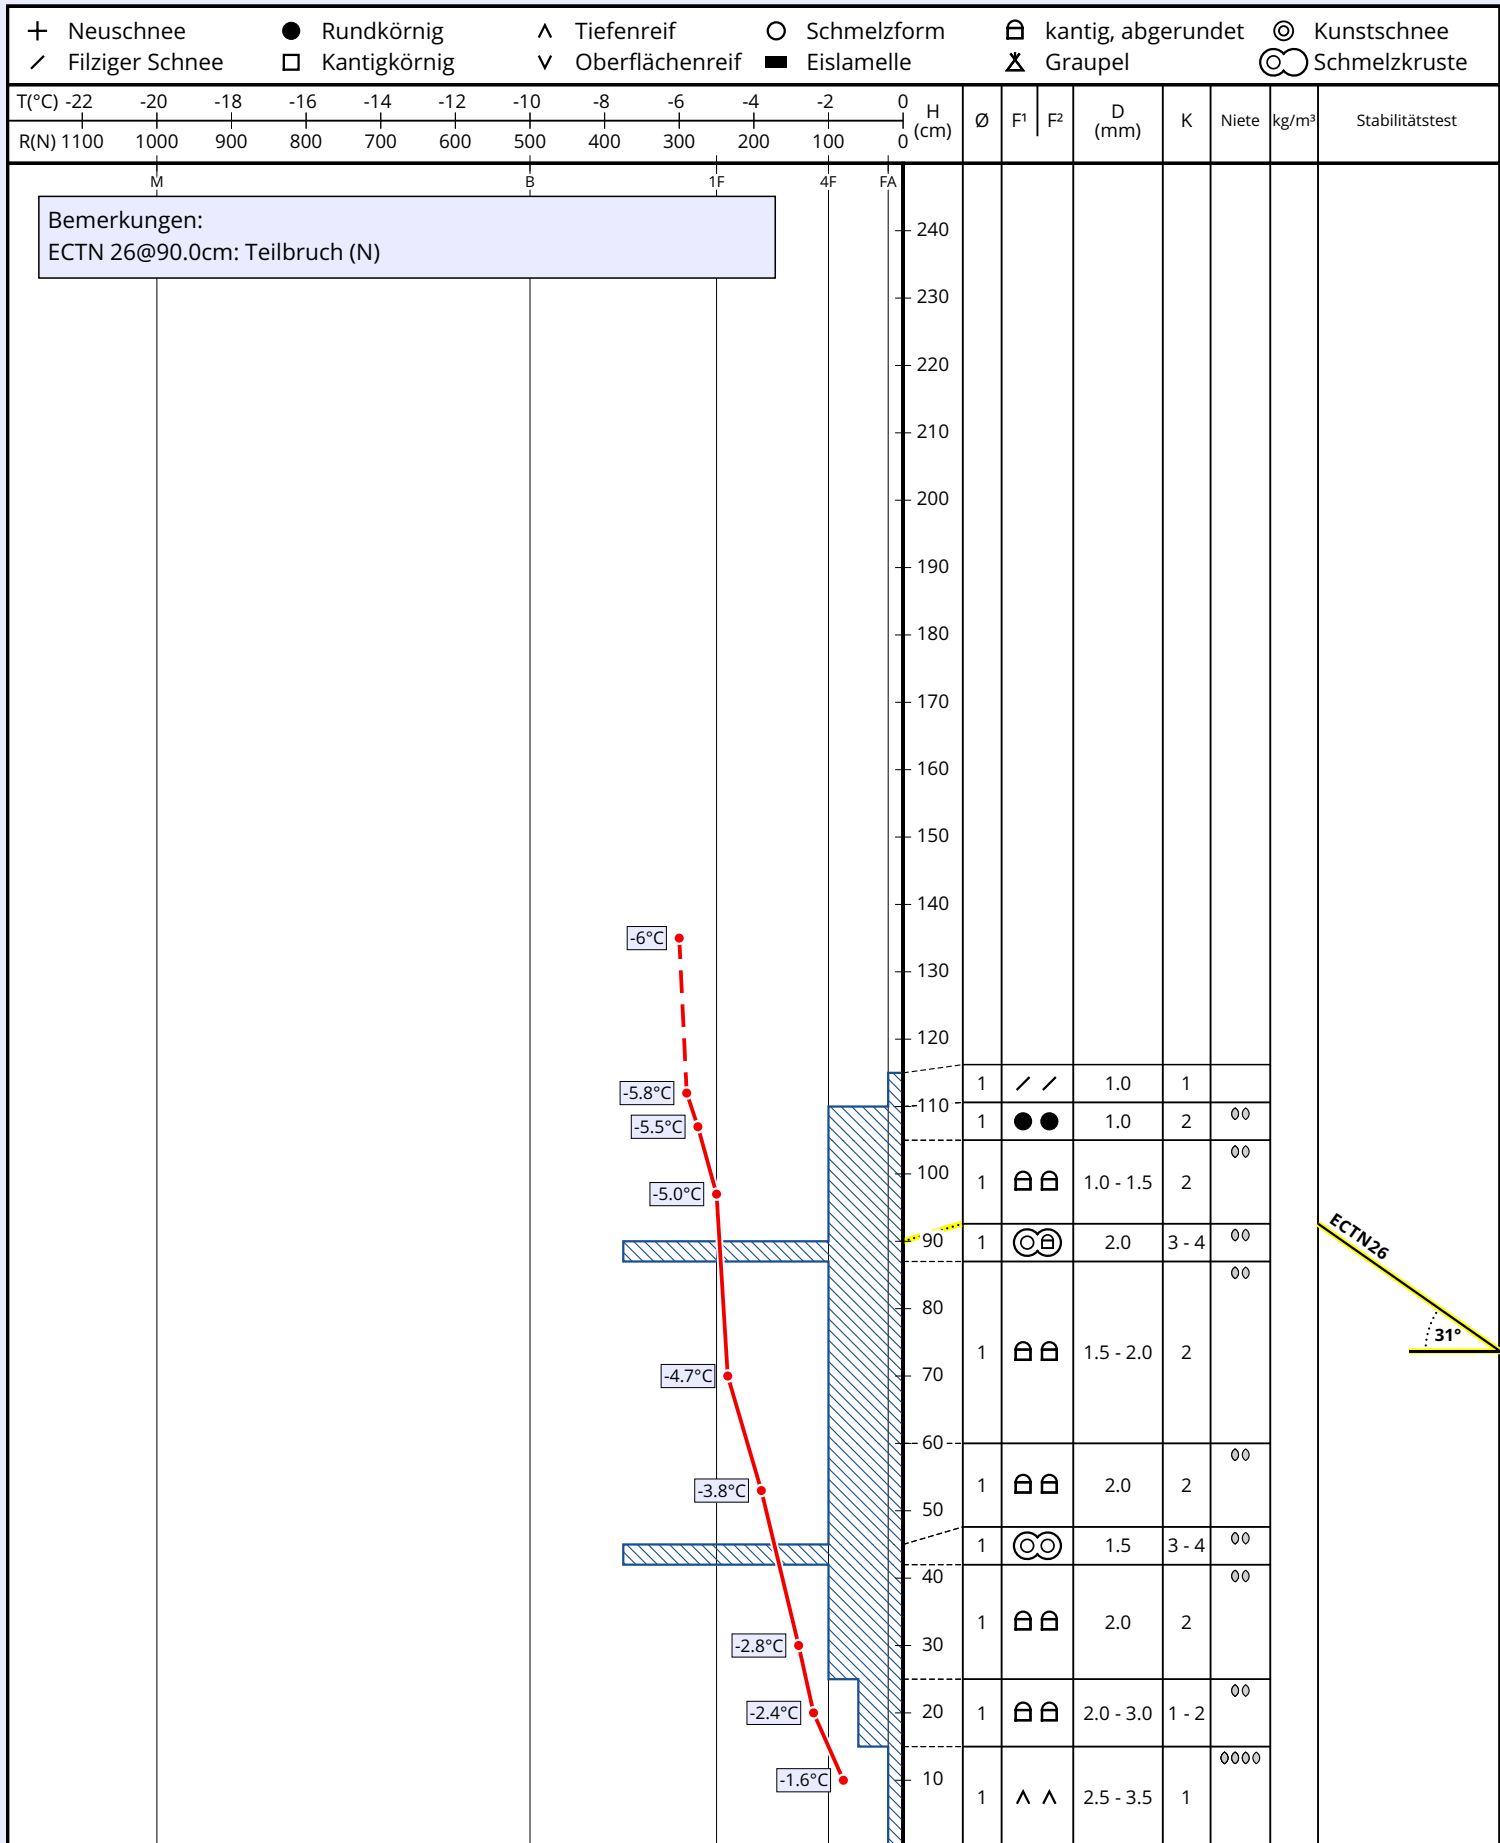 Neuschnee Rundkörnig Tiefenreif Schmelzform kantig, abgerundet Kunstschnee
Filziger Schnee Kantigkörnig Oberflächenreif Eislamelle Graupel Schmelzkruste
T(°C) -22 -20 -18 -16 -14 -12 -10 -8 -6 -4 -2 0
R(N) 1100 1000 900 800 700 600 500 400 300 200 100 0
H (cm) Ø F¹ F² D (mm) K Niete kg/m³ Stabilitätstest
M B 1F 4F FA
Bemerkungen:
ECTN 26@90.0cm: Teilbruch (N)
240
230
220
210
200
190
180
170
160
150
140
-6°C
130
120
1 1.0 1
-5.8°C
110
1 1.0 2
-5.5°C
100
1 1.0 - 1.5 2
-5.0°C
ECTN26
90 1 2.0 3 - 4
80
31°
1 1.5 - 2.0 2
-4.7°C 70
60
1 2.0 2
-3.8°C
50
1 1.5 3 - 4
40
1 2.0 2
-2.8°C 30
-2.4°C 20 1 2.0 - 3.0 1 - 2
-1.6°C 10
1 2.5 - 3.5 1